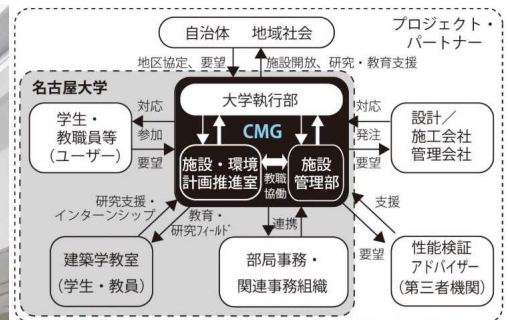 プロジェクト・
パートナー
自治体 地域社会
地区協定、要望
施設開放、研究・教育支援
名古屋大学
大学執行部
CMG
学生・
教職員等
(ユーザー)
対応
参加
要望
施設・環境
計画推進室
教職
協働
施設
管理部
対応
発注
要望
設計/
施工会社
管理会社
研究支援・
インターンシップ
教育・
研究フィールド
連携
支援
要望
建築学教室
(学生・教員)
部局事務・
関連事務組織
性能検証
アドバイザー
(第三者機関)